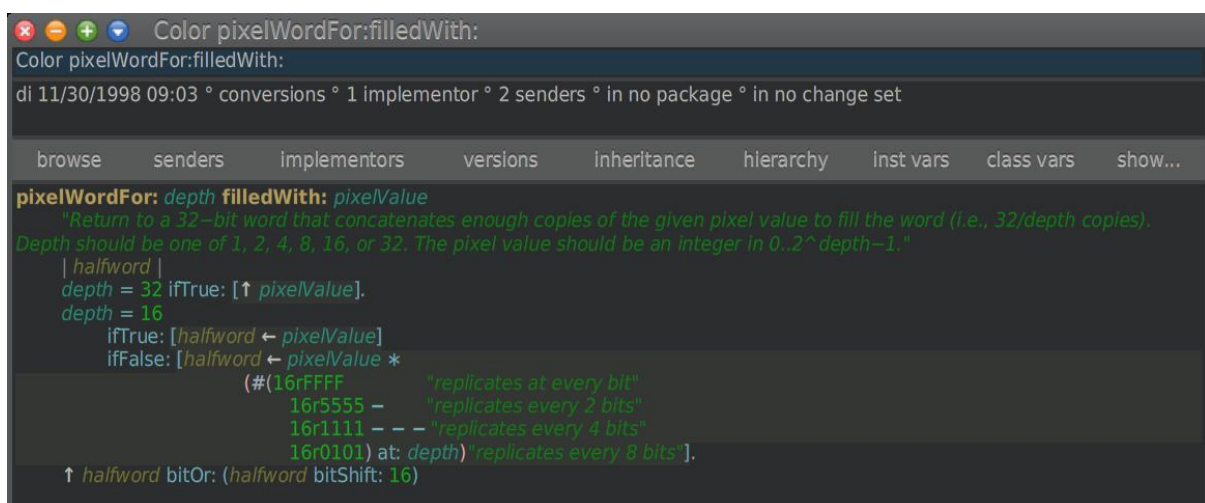 Color pixelWordFor:filledWith:
Color pixelWordFor:filledWith:
di 11/30/1998 09:03 ° conversions ° 1 implementor ° 2 senders ° in no package ° in no change set
browse senders implementors versions inheritance hierarchy inst vars class vars show...
pixelWordFor: depth filledWith: pixelValue
"Return to a 32−bit word that concatenates enough copies of the given pixel value to fill the word (i.e., 32/depth copies).
Depth should be one of 1, 2, 4, 8, 16, or 32. The pixel value should be an integer in 0..2^depth−1."
| halfword |
depth = 32 ifTrue: [↑ pixelValue].
depth = 16
ifTrue: [halfword ← pixelValue]
ifFalse: [halfword ← pixelValue *
(#(16rFFFF "replicates at every bit"
16r5555 − "replicates every 2 bits"
16r1111 − − − "replicates every 4 bits"
16r0101) at: depth)"replicates every 8 bits"].
↑ halfword bitOr: (halfword bitShift: 16)